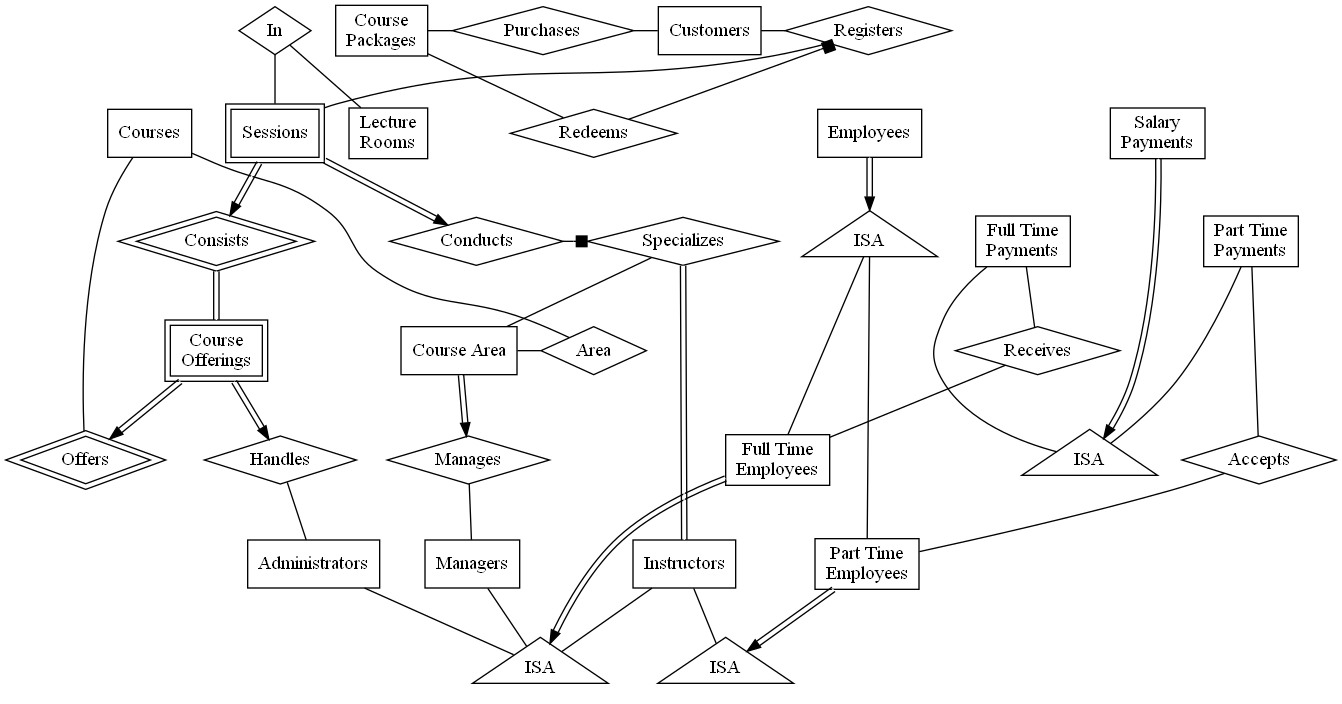 In
Course
Packages
Purchases
Customers
Registers
Courses
Sessions
Lecture
Rooms
Redeems
Employees
Salary
Payments
Consists
Conducts
Specializes
ISA
Full Time
Payments
Part Time
Payments
Course
Offerings
Course Area
Area
Receives
Offers
Handles
Manages
Full Time
Employees
ISA
Accepts
Administrators
Managers
Instructors
Part Time
Employees
ISA
ISA